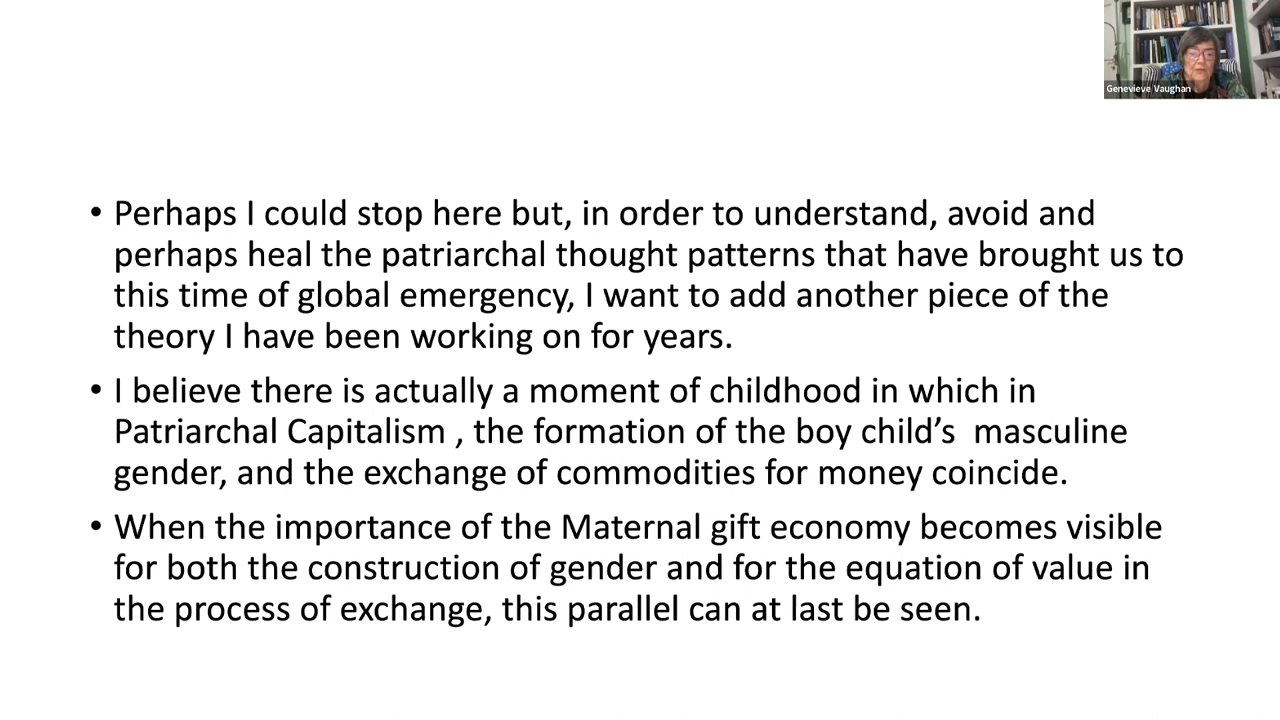 Genevieve Vaughan
• Perhaps I could stop here but, in order to understand, avoid and
perhaps heal the patriarchal thought patterns that have brought us to
this time of global emergency, I want to add another piece of the
theory I have been working on for years.
• I believe there is actually a moment of childhood in which in
Patriarchal Capitalism , the formation of the boy child’s  masculine
gender, and the exchange of commodities for money coincide.
• When the importance of the Maternal gift economy becomes visible
for both the construction of gender and for the equation of value in
the process of exchange, this parallel can at last be seen.